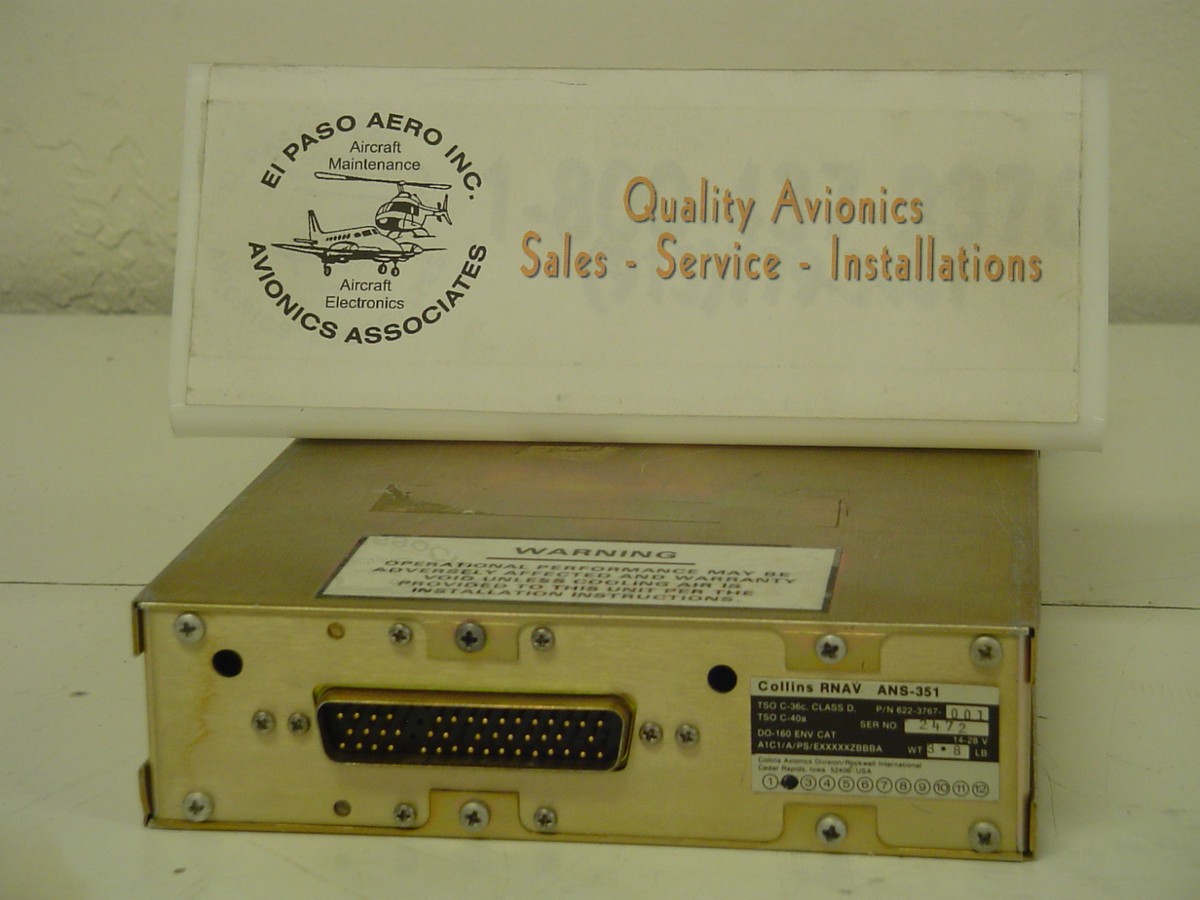 El PASO AERO INC.
Aircraft
Maintenance
Aircraft
Electronics
AVIONICS ASSOCIATES
Quality Avionics
Sales - Service - Installations
WARNING
OPERATIONAL PERFORMANCE MAY BE
ADVERSELY AFFECTED AND WARRANTY
VOID UNLESS COOLING AIR IS
PROVIDED TO THIS UNIT PER THE
INSTALLATION INSTRUCTIONS.
Collins RNAV ANS-351
TSO C-36c, CLASS D. P/N 622-3767-001
TSO C-40a SER NO 2472
DO-160 ENV CAT 14-28 V
A1C1/A/PS/EXXXXXZBBBA WT 3.8 LB
Collins Avionics Division/Rockwell International
Cedar Rapids, Iowa 52406 USA
1 3 4 5 6 7 8 9 10 11 12